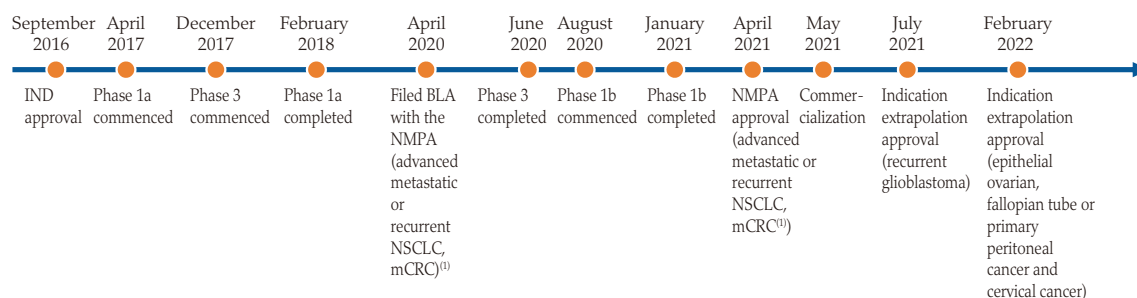 September
2016
April
2017
December
2017
February
2018
April
2020
June
2020
August
2020
January
2021
April
2021
May
2021
July
2021
February
2022
IND
approval
Phase 1a
commenced
Phase 3
commenced
Phase 1a
completed
Filed BLA
with the
NMPA
(advanced
metastatic
or
recurrent
NSCLC,
mCRC)(1)
Phase 3
completed
Phase 1b
commenced
Phase 1b
completed
NMPA
approval
(advanced
metastatic or
recurrent
NSCLC,
mCRC(1))
Commer-
cialization
Indication
extrapolation
approval
(recurrent
glioblastoma)
Indication
extrapolation
approval
(epithelial
ovarian,
fallopian tube or
primary
peritoneal
cancer and
cervical cancer)